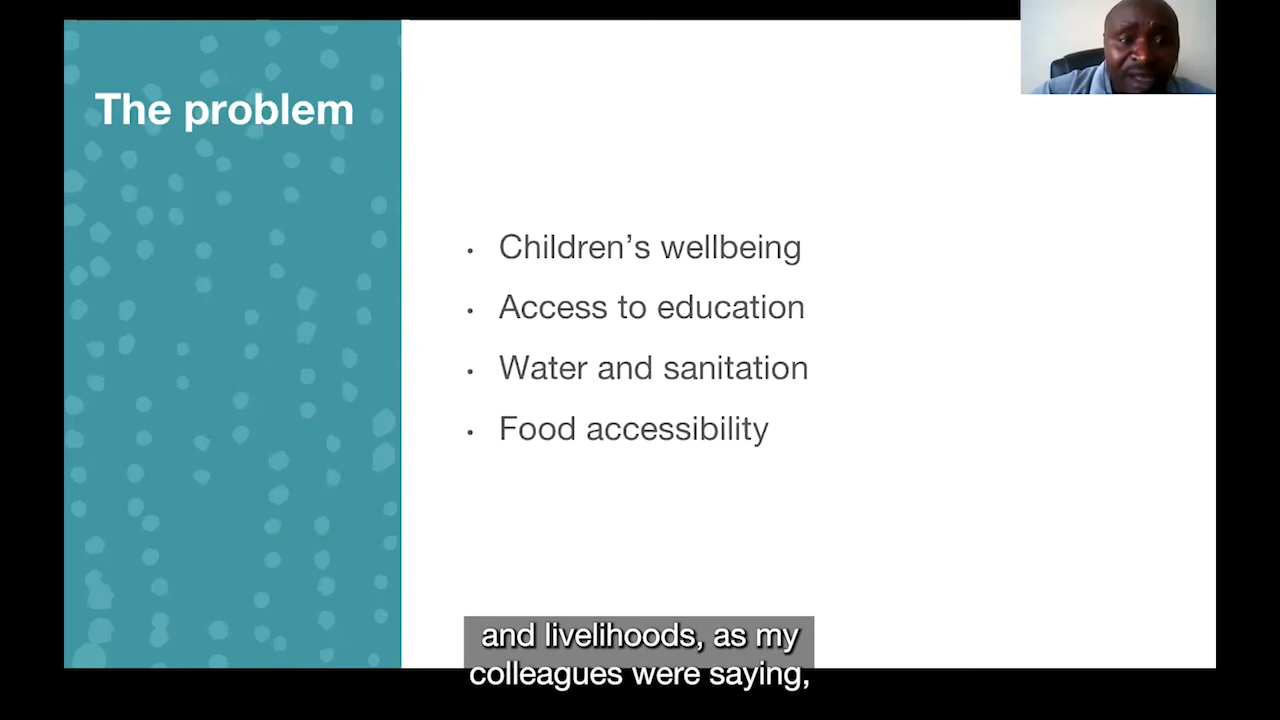 The problem
• Children’s wellbeing
• Access to education
• Water and sanitation
• Food accessibility
and livelihoods, as my
colleagues were saying,